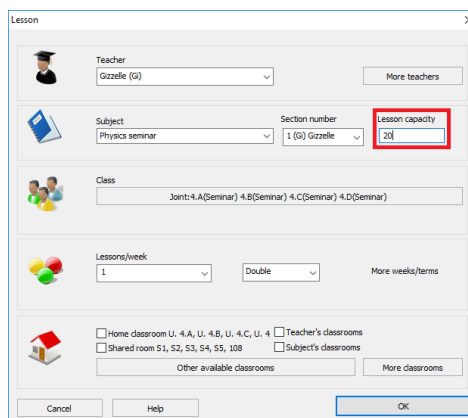 Lesson
Teacher
Gizzelle (Gi)
More teachers
Subject
Section number
Lesson capacity
Physics seminar
1 (Gi) Gizzelle
20
Class
Joint:4.A(Seminar) 4.B(Seminar) 4.C(Seminar) 4.D(Seminar)
Lessons/week
1
Double
More weeks/terms
Home classroom U. 4.A, U. 4.B, U. 4.C, U. 4
Teacher's classrooms
Shared room S1, S2, S3, S4, S5, 108
Subject's classrooms
Other available classrooms
More classrooms
Cancel
Help
OK